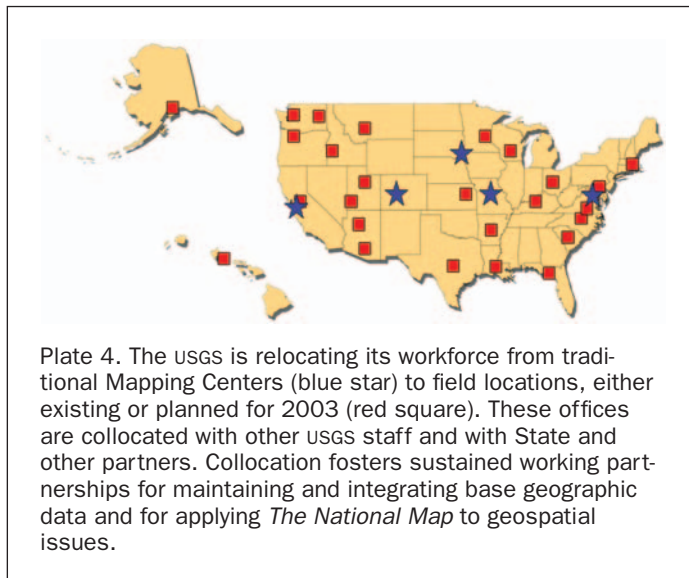 Plate 4. The USGS is relocating its workforce from tradi-
tional Mapping Centers (blue star) to field locations, either
existing or planned for 2003 (red square). These offices
are collocated with other USGS staff and with State and
other partners. Collocation fosters sustained working part-
nerships for maintaining and integrating base geographic
data and for applying The National Map to geospatial
issues.